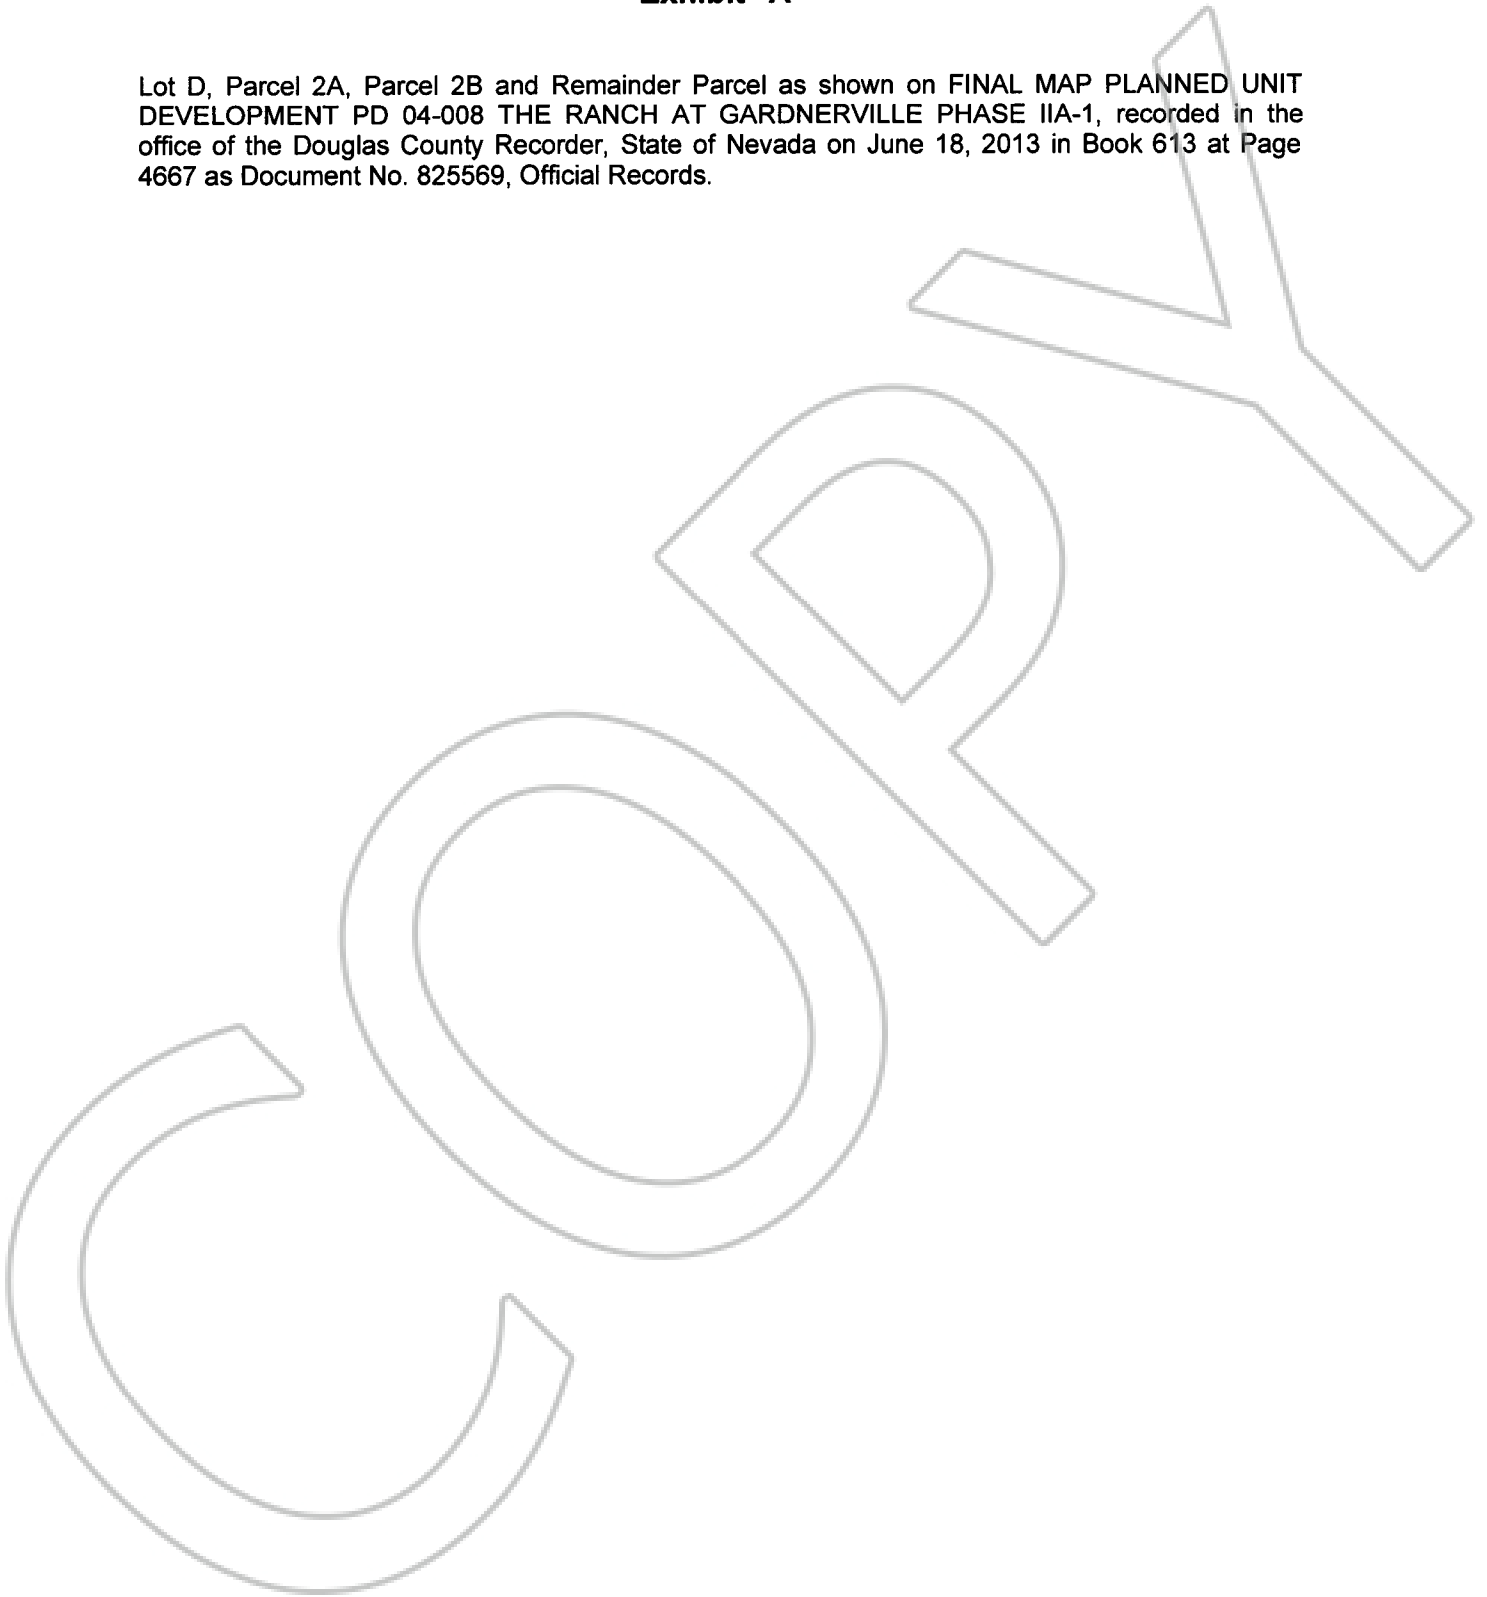 Exhibit "A"
Lot D, Parcel 2A, Parcel 2B and Remainder Parcel as shown on FINAL MAP PLANNED UNIT
DEVELOPMENT PD 04-008 THE RANCH AT GARDNERVILLE PHASE IIA-1, recorded in the
office of the Douglas County Recorder, State of Nevada on June 18, 2013 in Book 613 at Page
4667 as Document No. 825569, Official Records.
COPY